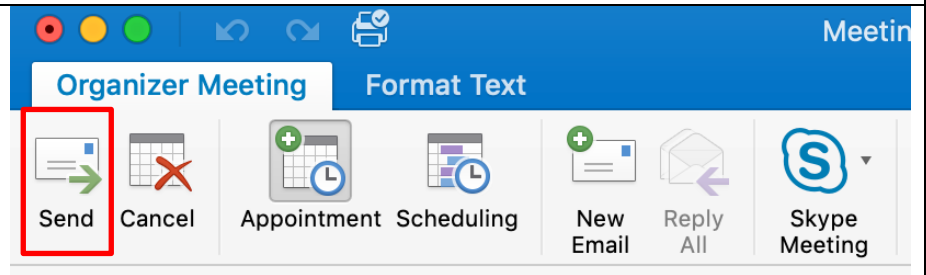 Meetin
Organizer Meeting Format Text
Send Cancel Appointment Scheduling New Email Reply All Skype Meeting